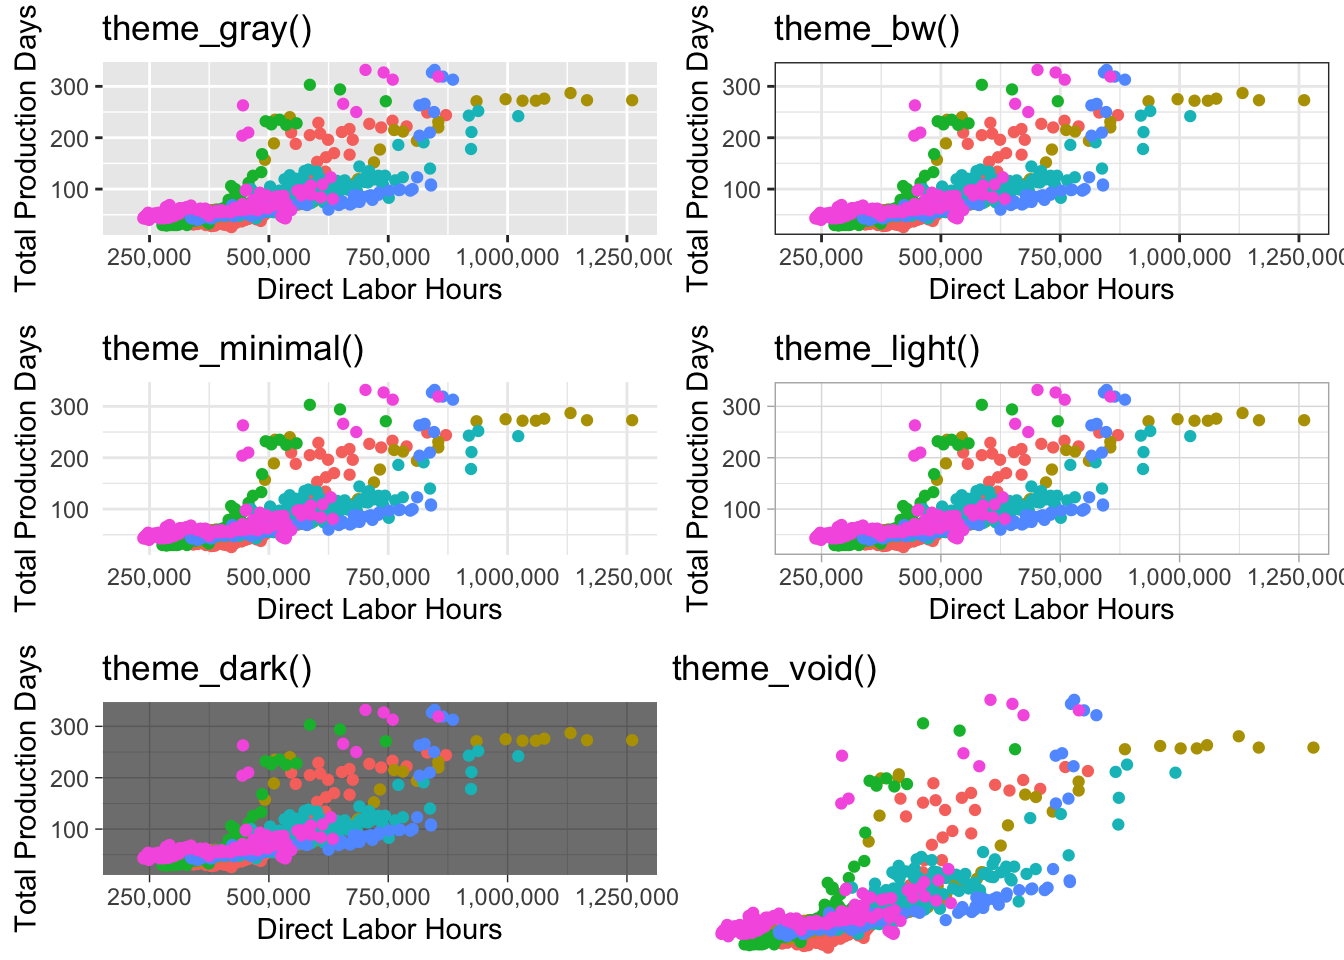 theme_gray()
Total Production Days
300
200
100
250,000 500,000 750,000 1,000,000 1,250,000
Direct Labor Hours
theme_bw()
Total Production Days
300
200
100
250,000 500,000 750,000 1,000,000 1,250,000
Direct Labor Hours
theme_minimal()
Total Production Days
300
200
100
250,000 500,000 750,000 1,000,000 1,250,000
Direct Labor Hours
theme_light()
Total Production Days
300
200
100
250,000 500,000 750,000 1,000,000 1,250,000
Direct Labor Hours
theme_dark()
Total Production Days
300
200
100
250,000 500,000 750,000 1,000,000 1,250,000
Direct Labor Hours
theme_void()